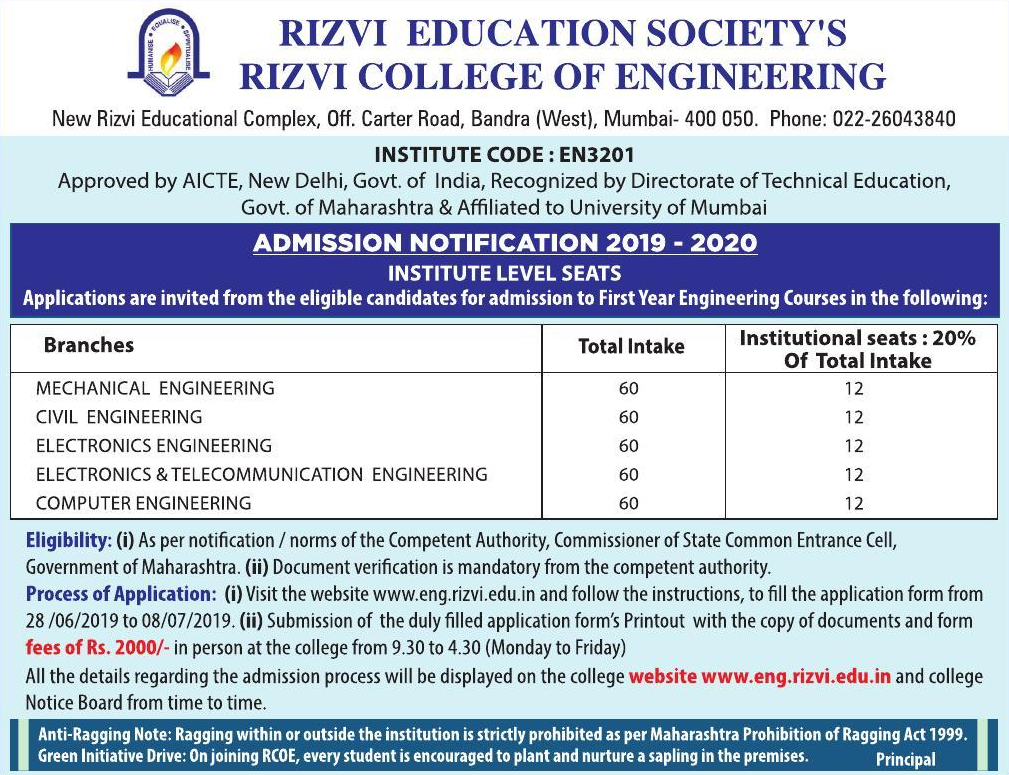 HUMANISE • EQUALISE • SPIRITUALISE
RIZVI EDUCATION SOCIETY'S
RIZVI COLLEGE OF ENGINEERING
New Rizvi Educational Complex, Off. Carter Road, Bandra (West), Mumbai- 400 050. Phone: 022-26043840
INSTITUTE CODE : EN3201
Approved by AICTE, New Delhi, Govt. of India, Recognized by Directorate of Technical Education,
Govt. of Maharashtra & Affiliated to University of Mumbai
ADMISSION NOTIFICATION 2019 - 2020
INSTITUTE LEVEL SEATS
Applications are invited from the eligible candidates for admission to First Year Engineering Courses in the following:
Branches Total Intake Institutional seats : 20%
Of Total Intake
MECHANICAL ENGINEERING 60 12
CIVIL ENGINEERING 60 12
ELECTRONICS ENGINEERING 60 12
ELECTRONICS & TELECOMMUNICATION ENGINEERING 60 12
COMPUTER ENGINEERING 60 12
Eligibility: (i) As per notification / norms of the Competent Authority, Commissioner of State Common Entrance Cell,
Government of Maharashtra. (ii) Document verification is mandatory from the competent authority.
Process of Application: (i) Visit the website www.eng.rizvi.edu.in and follow the instructions, to fill the application form from
28 /06/2019 to 08/07/2019. (ii) Submission of the duly filled application form's Printout with the copy of documents and form
fees of Rs. 2000/- in person at the college from 9.30 to 4.30 (Monday to Friday)
All the details regarding the admission process will be displayed on the college website www.eng.rizvi.edu.in and college
Notice Board from time to time.
Anti-Ragging Note: Ragging within or outside the institution is strictly prohibited as per Maharashtra Prohibition of Ragging Act 1999.
Green Initiative Drive: On joining RCOE, every student is encouraged to plant and nurture a sapling in the premises. Principal